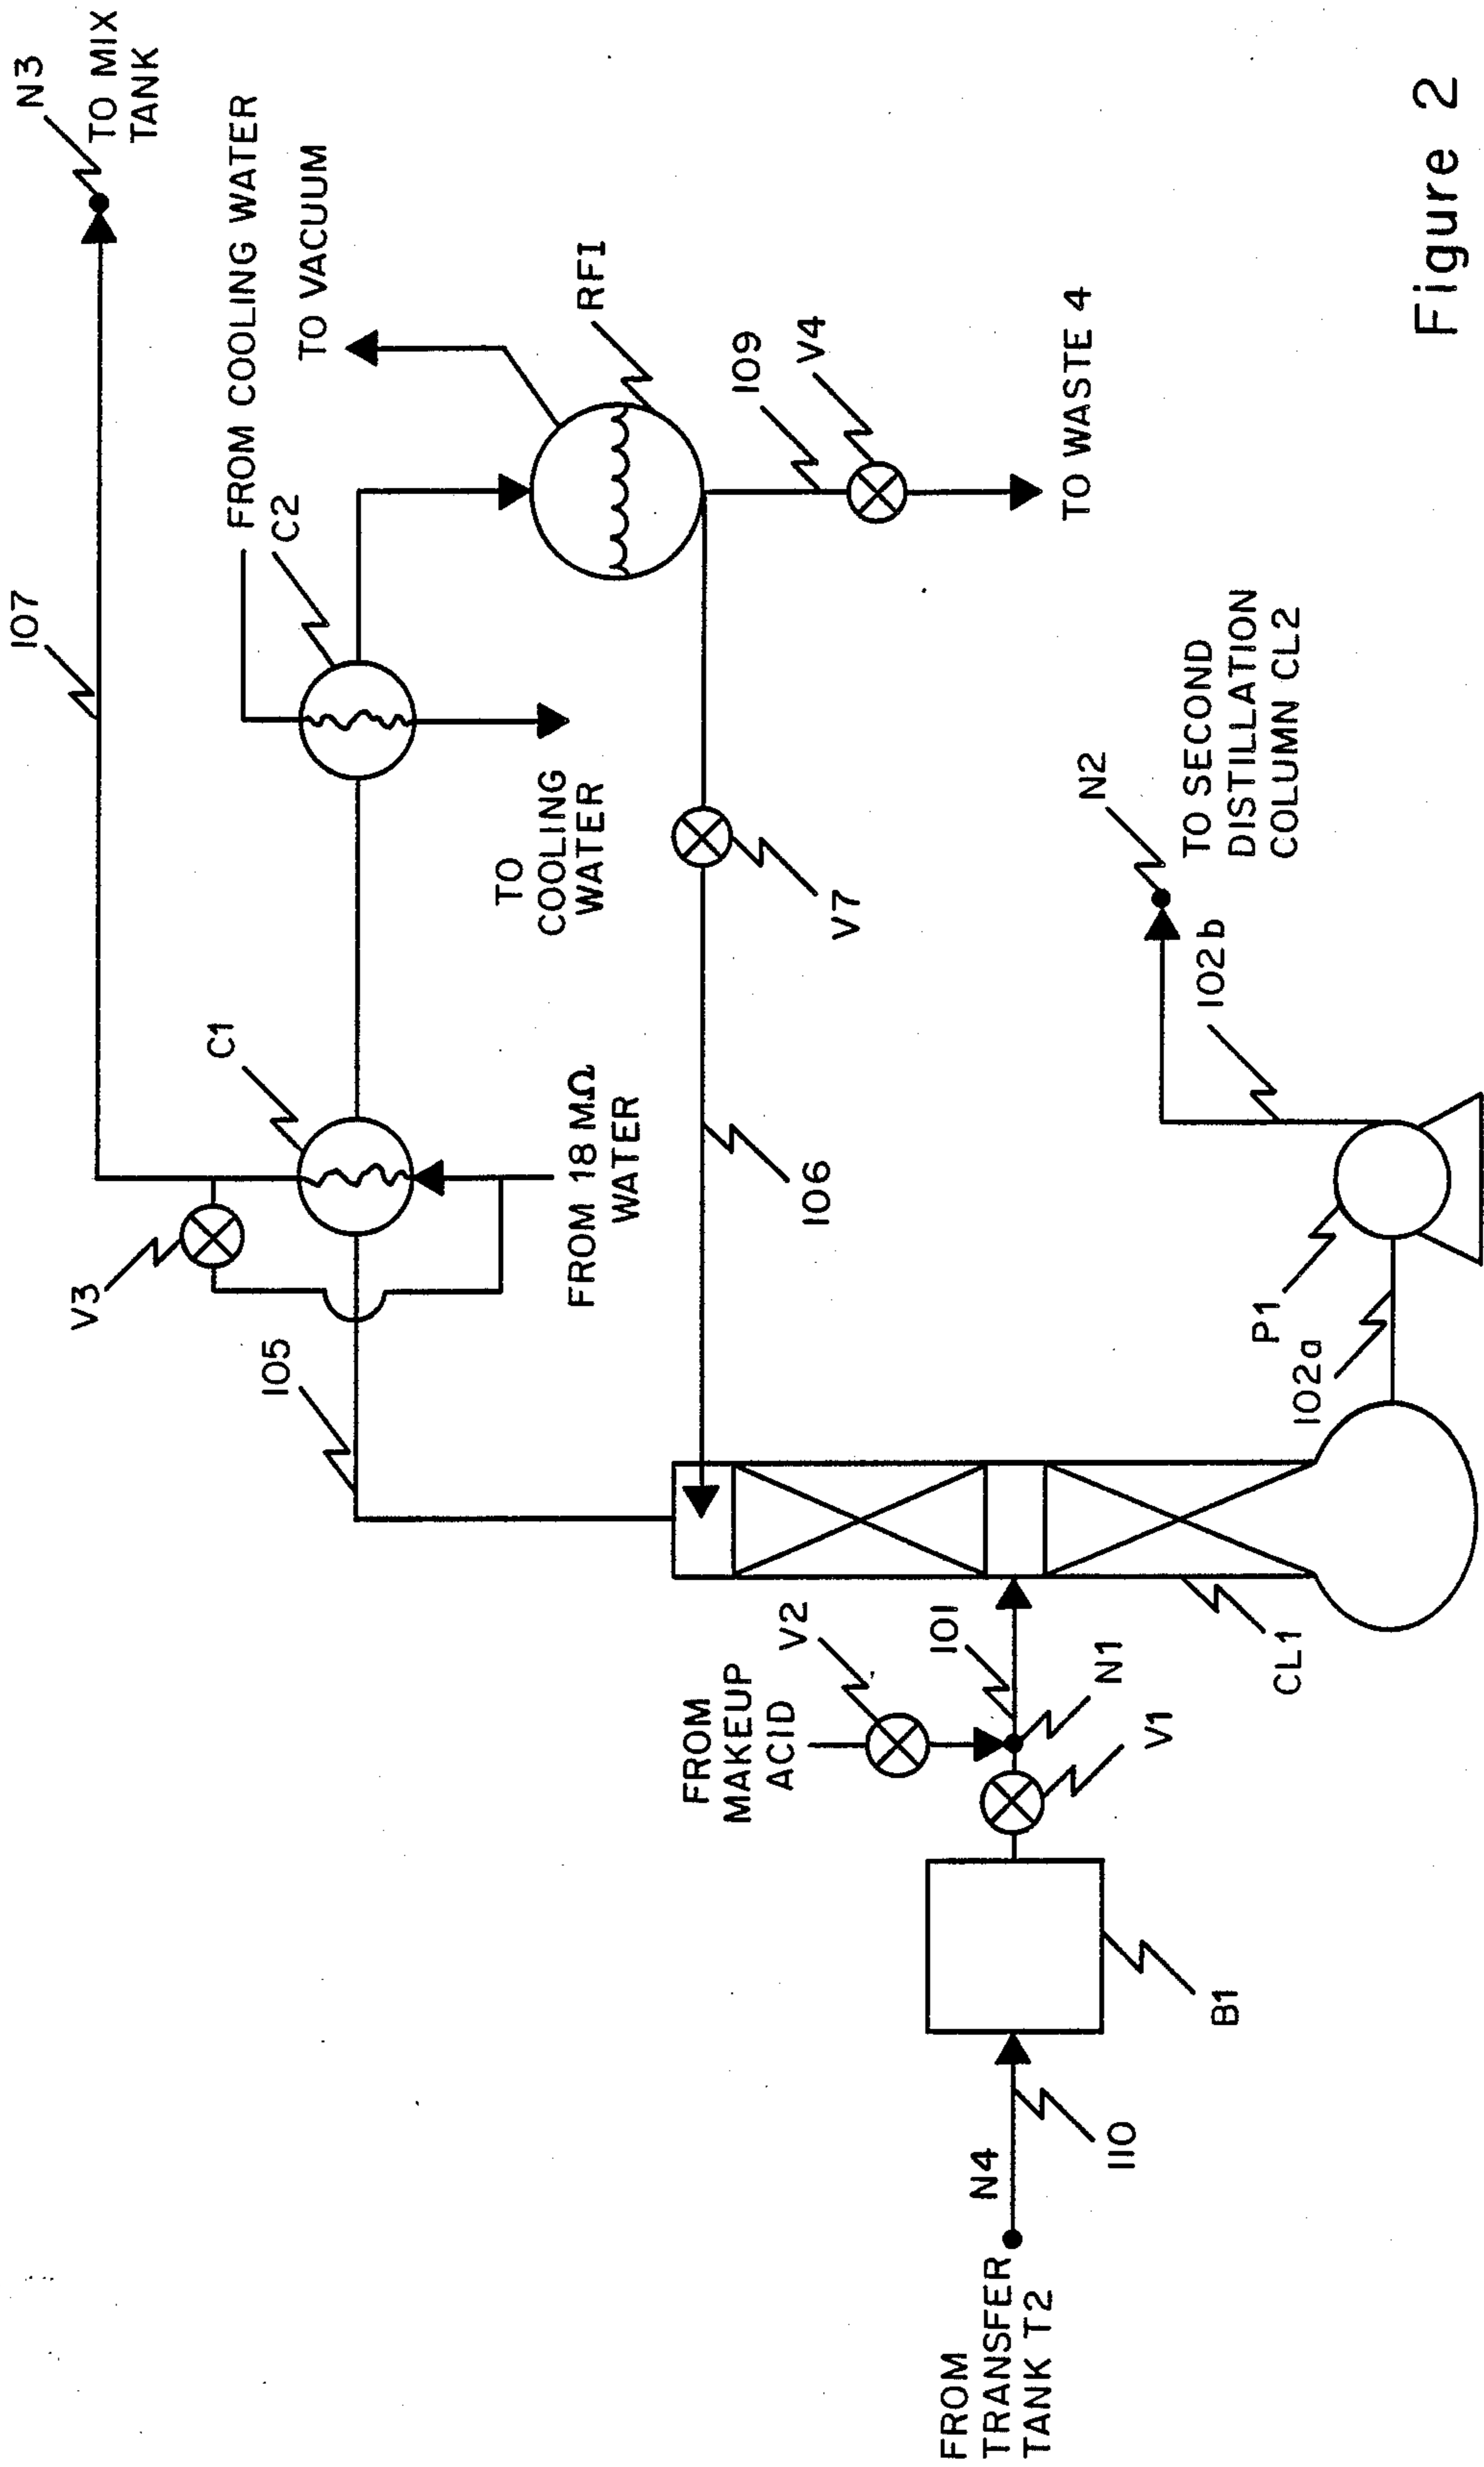 N3
TO MIX
TANK
107
FROM COOLING WATER
C2
TO VACUUM
C1
V3
RF1
105
TO
COOLING
WATER
FROM 18 MΩ
WATER
109
V4
V7
106
TO WASTE 4
FROM
MAKEUP
ACID
V2
101
N1
V1
N2
TO SECOND
DISTILLATION
COLUMN CL2
102b
FROM
TRANSFER
TANK T2
N4
110
B1
CL1
102a
P1
Figure 2